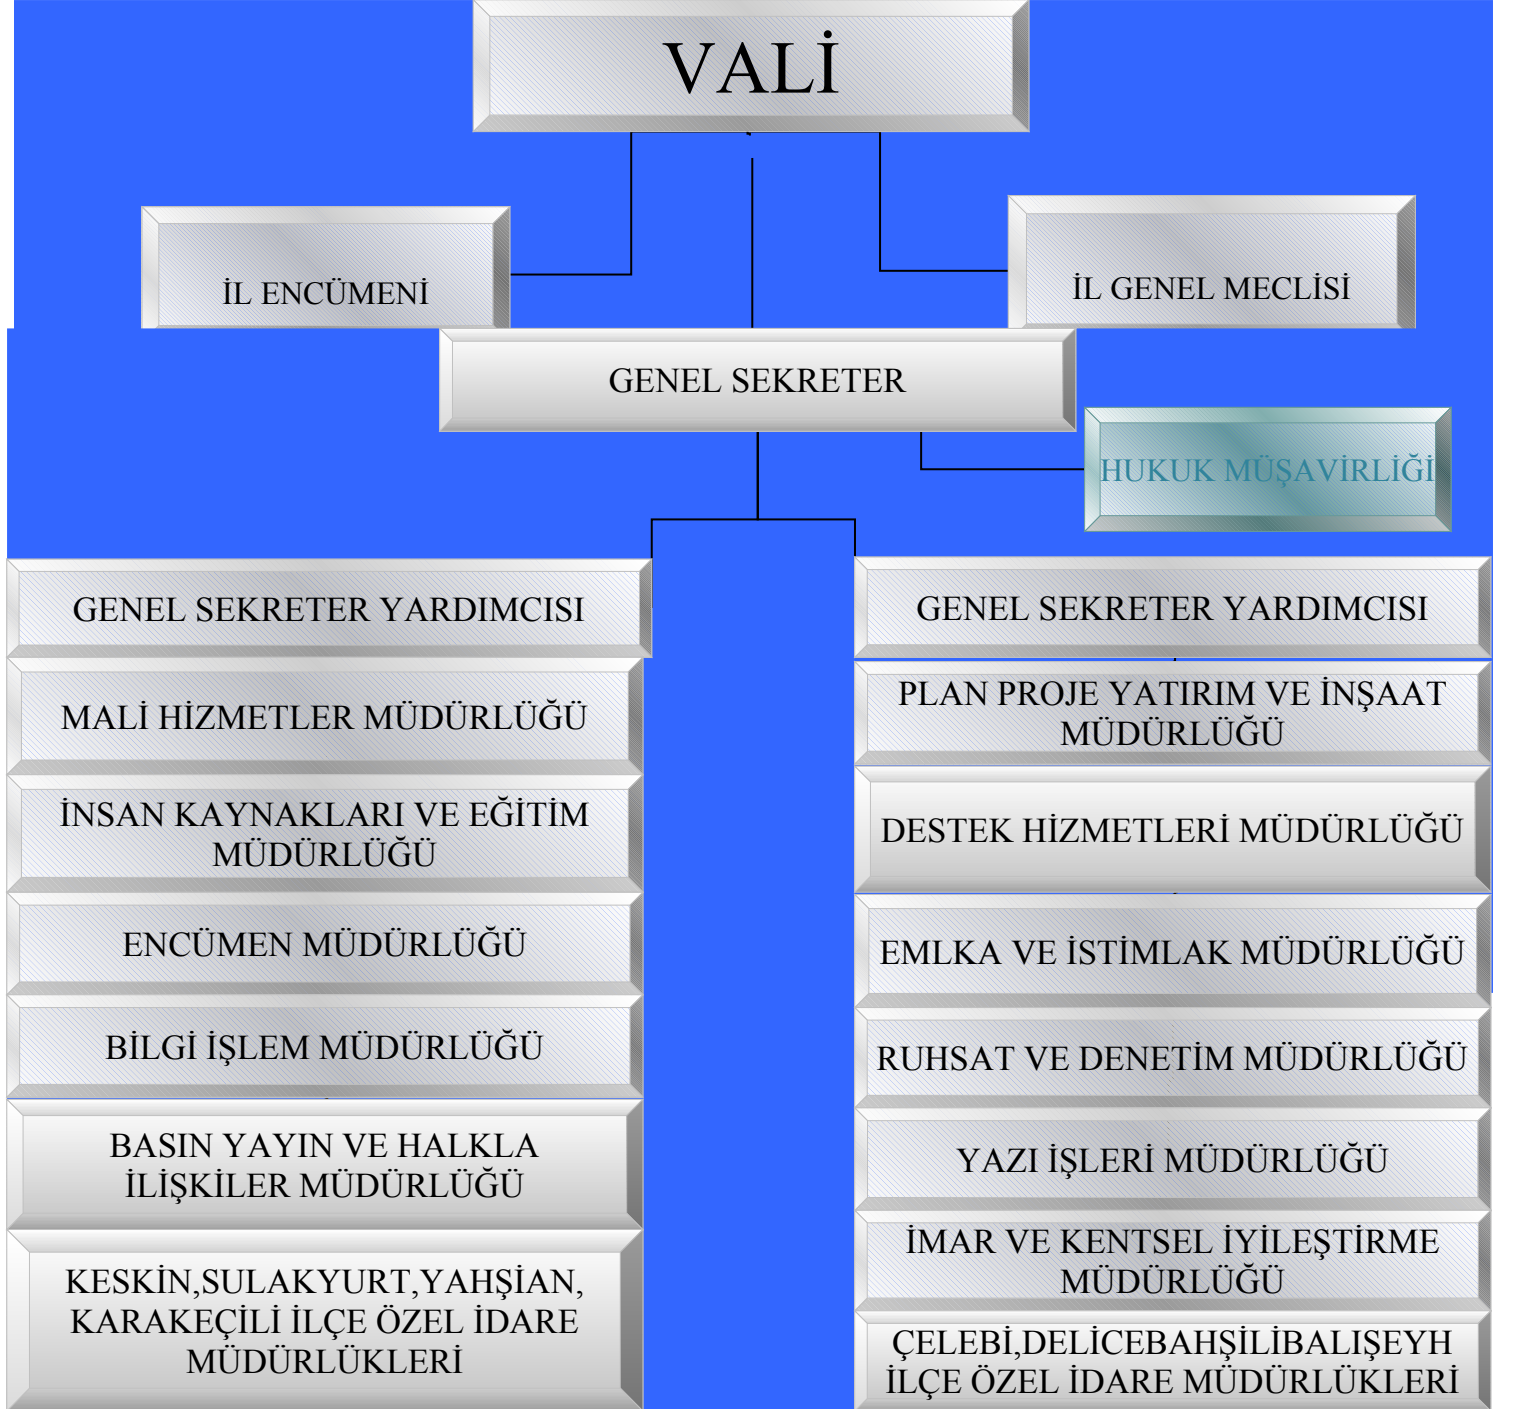 VALİ
İL ENCÜMENİ
İL GENEL MECLİSİ
GENEL SEKRETER
HUKUK MÜŞAVİRLİĞİ
GENEL SEKRETER YARDIMCISI
MALİ HİZMETLER MÜDÜRLÜĞÜ
İNSAN KAYNAKLARI VE EĞİTİM
MÜDÜRLÜĞÜ
ENCÜMEN MÜDÜRLÜĞÜ
BİLGİ İŞLEM MÜDÜRLÜĞÜ
BASIN YAYIN VE HALKLA
İLİŞKİLER MÜDÜRLÜĞÜ
KESKİN,SULAKYURT,YAHŞİAN,
KARAKEÇİLİ İLÇE ÖZEL İDARE
MÜDÜRLÜKLERİ
GENEL SEKRETER YARDIMCISI
PLAN PROJE YATIRIM VE İNŞAAT
MÜDÜRLÜĞÜ
DESTEK HİZMETLERİ MÜDÜRLÜĞÜ
EMLKA VE İSTİMLAK MÜDÜRLÜĞÜ
RUHSAT VE DENETİM MÜDÜRLÜĞÜ
YAZI İŞLERİ MÜDÜRLÜĞÜ
İMAR VE KENTSEL İYİLEŞTİRME
MÜDÜRLÜĞÜ
ÇELEBİ,DELİCEBAHŞİLİBALIŞEYH
İLÇE ÖZEL İDARE MÜDÜRLÜKLERİ